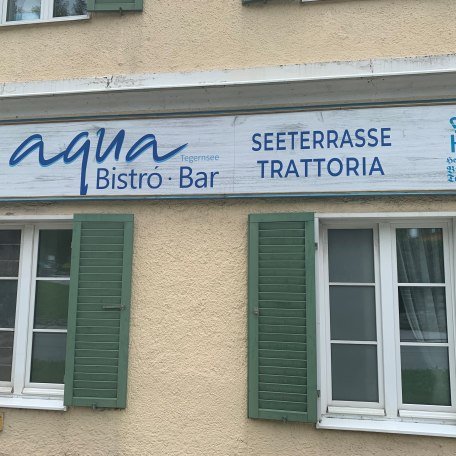 aqua
Tegernsee
Bistró · Bar
SEETERRASSE
TRATTORIA